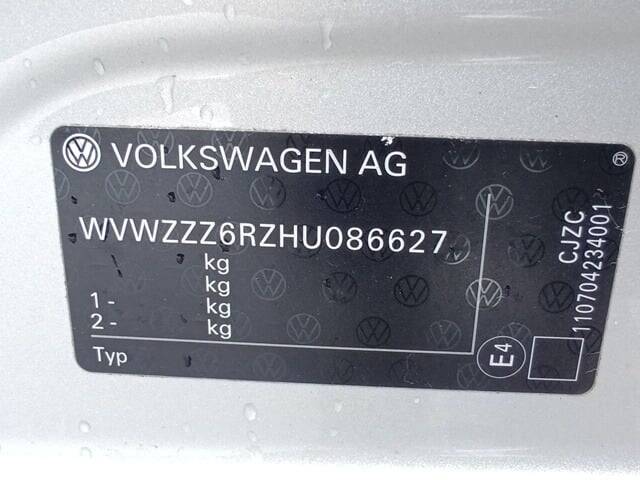 VOLKSWAGEN AG
®
WVWZZZ6RZHU086627
kg
kg
1 - kg
2 - kg
Typ
E4
CJZC
110704234001